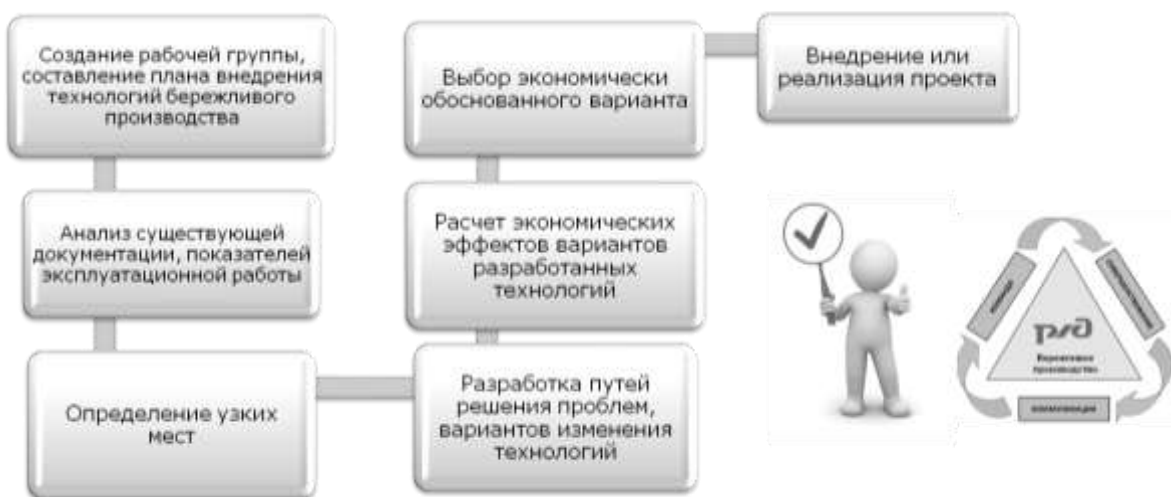 Создание рабочей группы,
составление плана внедрения
технологий бережливого
производства
Анализ существующей
документации, показателей
эксплуатационной работы
Определение узких
мест
Разработка путей
решения проблем,
вариантов изменения
технологий
Расчет экономических
эффектов вариантов
разработанных
технологий
Выбор экономически
обоснованного варианта
Внедрение или
реализация проекта
ржд
Бережливое
производство